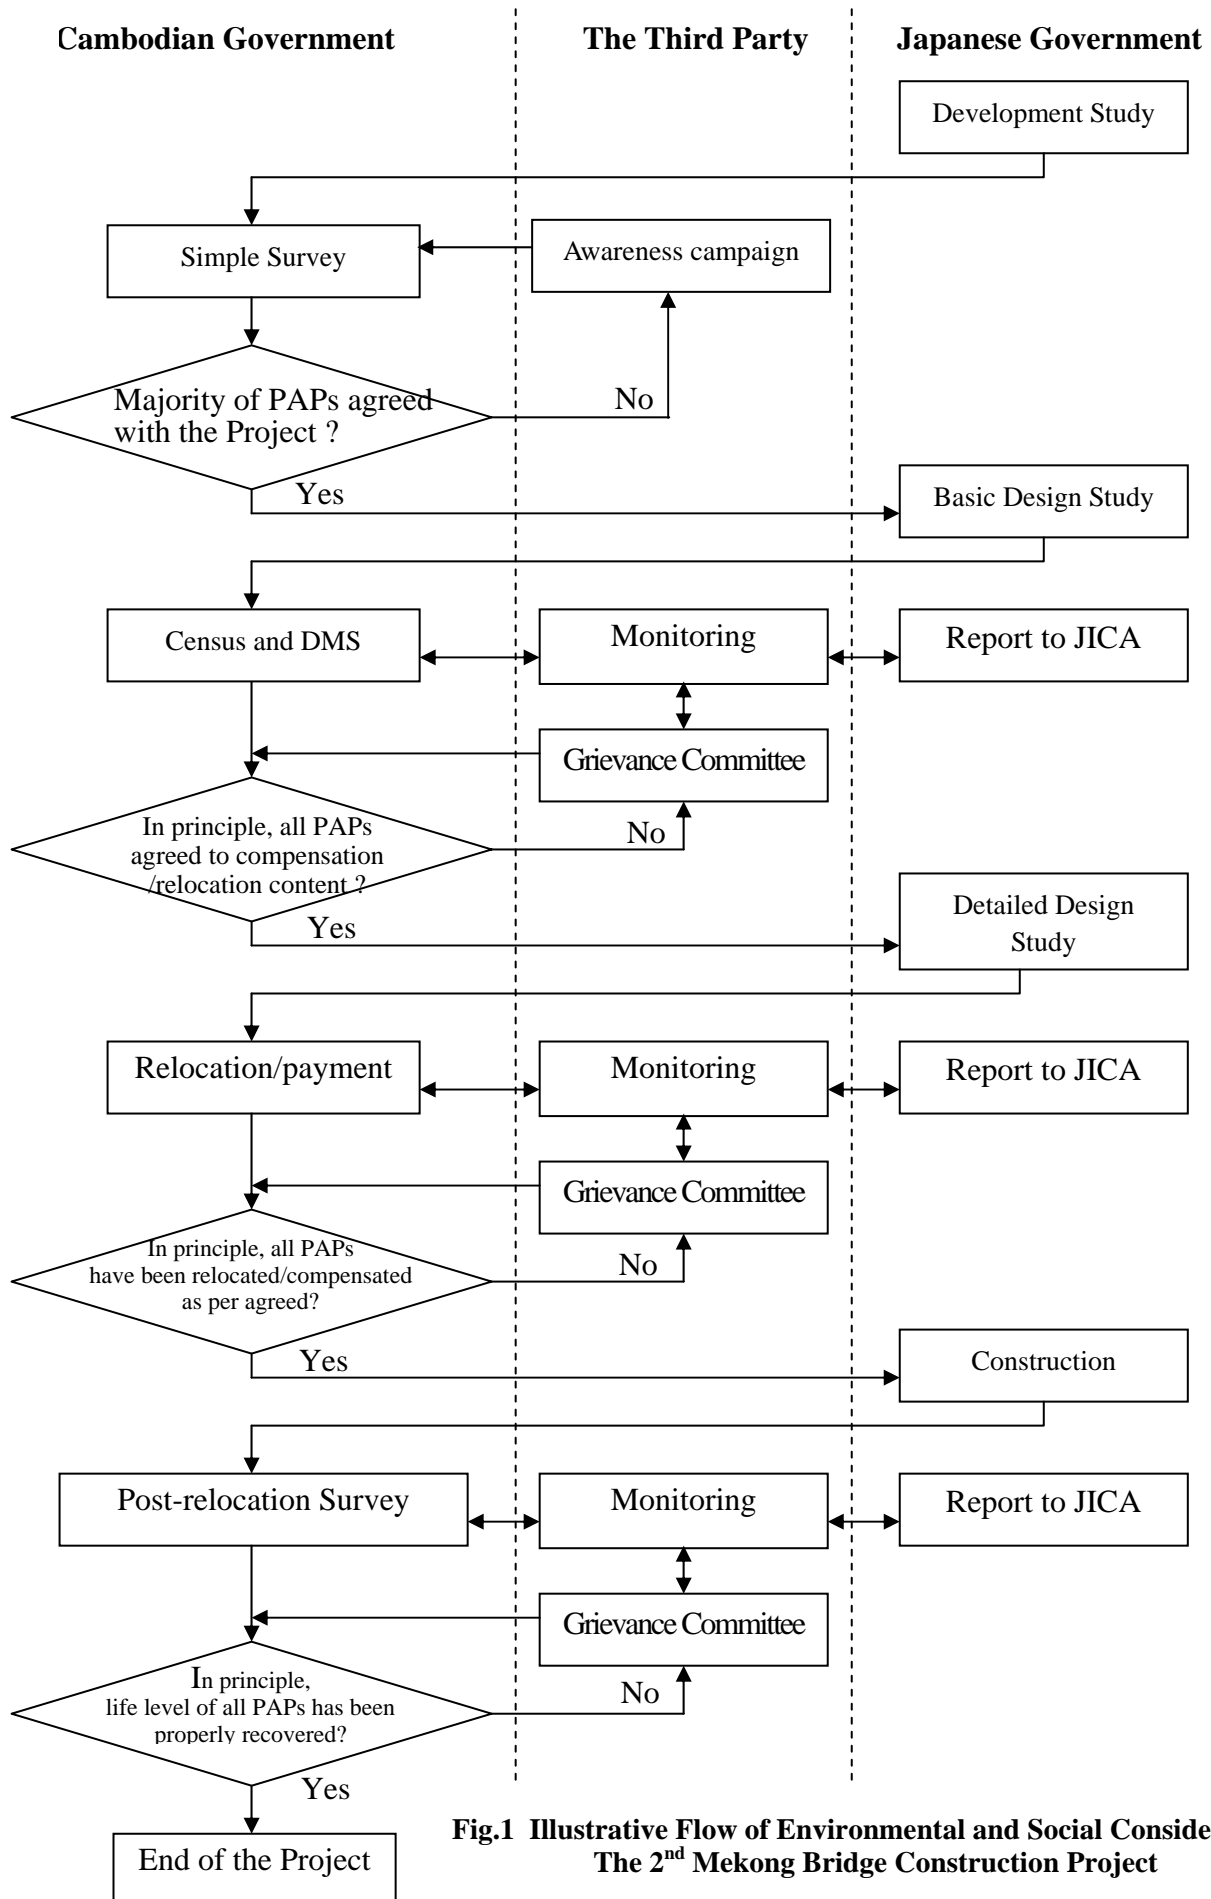 Cambodian Government
The Third Party
Japanese Government
Development Study
Simple Survey
Awareness campaign
Majority of PAPs agreed
with the Project ?
No
Yes
Basic Design Study
Census and DMS
Monitoring
Report to JICA
Grievance Committee
In principle, all PAPs
agreed to compensation
/relocation content ?
No
Yes
Detailed Design
Study
Relocation/payment
Monitoring
Report to JICA
Grievance Committee
In principle, all PAPs
have been relocated/compensated
as per agreed?
No
Yes
Construction
Post-relocation Survey
Monitoring
Report to JICA
Grievance Committee
In principle,
life level of all PAPs has been
properly recovered?
No
Yes
End of the Project
Fig.1 Illustrative Flow of Environmental and Social Conside
The 2nd Mekong Bridge Construction Project